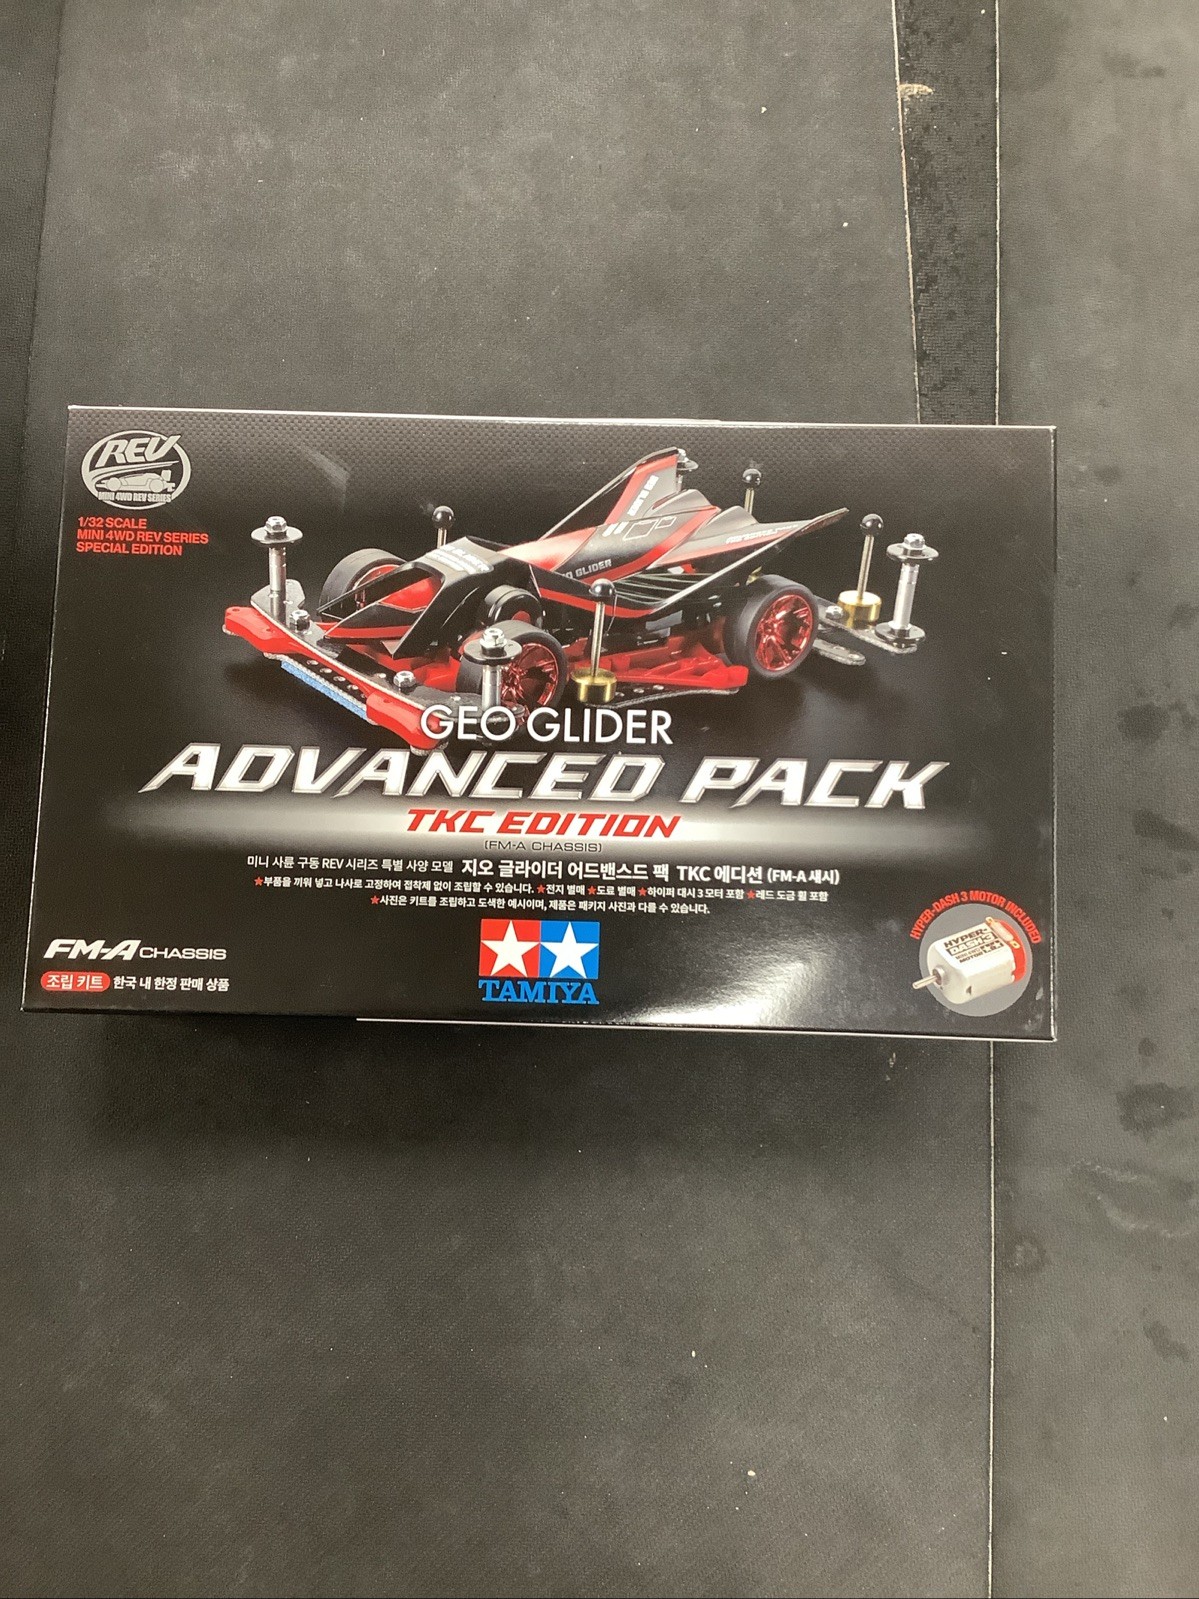 REV
MINI 4WD REV SERIES
1/32 SCALE
MINI 4WD REV SERIES
SPECIAL EDITION
GEO GLIDER
ADVANCED PACK
TKC EDITION
(FM-A CHASSIS)
미니 사륜 구동 REV 시리즈 특별 사양 모델 지오 글라이더 어드밴스드 팩 TKC 에디션 (FM-A 섀시)
★부품을 끼워 넣고 나사로 고정하여 접착제 없이 조립할 수 있습니다. ★전지 별매 ★도료 별매 ★하이퍼 대시 3 모터 포함 ★레드 도금 휠 포함
★사진은 키트를 조립하고 도색한 예시이며, 제품은 패키지 사진과 다를 수 있습니다.
FM-A CHASSIS
조립 키트 한국 내 한정 판매 상품
TAMIYA
HYPER-DASH 3 MOTOR INCLUDED
HYPER-
DASH-3
MOTOR